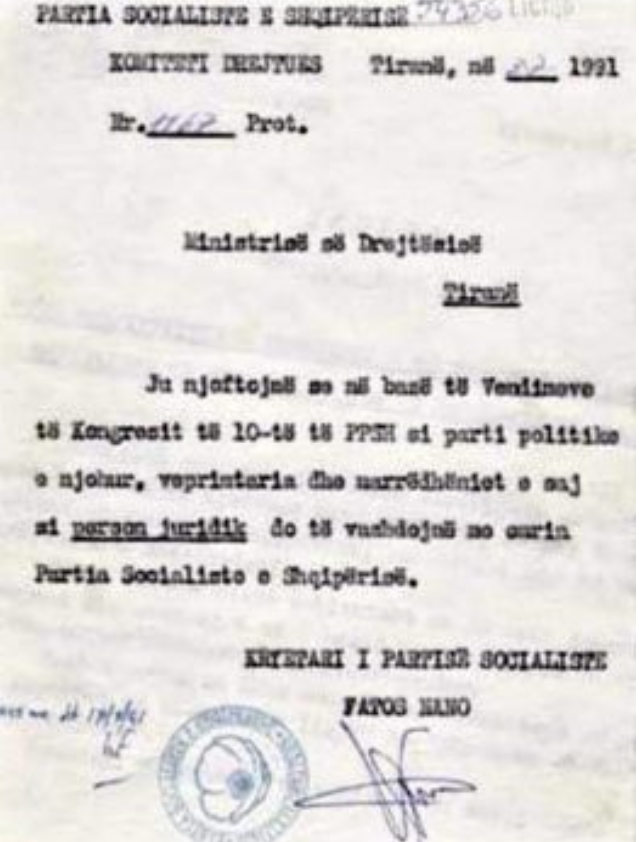 PARTIA SOCIALISTE E SHQIPËRISË
KOMITETI DREJTUES Tiranë, më 1991
Nr. 1167 Prot.
Ministrisë së Drejtësisë
Tiranë
Ju njoftojmë se në bazë të Vendimeve
të Kongresit të 10-të të PPSH si parti politike
e njohur, veprimtaria dhe marrëdhëniet e saj
si person juridik do të vazhdojnë me emrin
Partia Socialiste e Shqipërisë.
KRYETARI I PARTISË SOCIALISTE
FATOS NANO